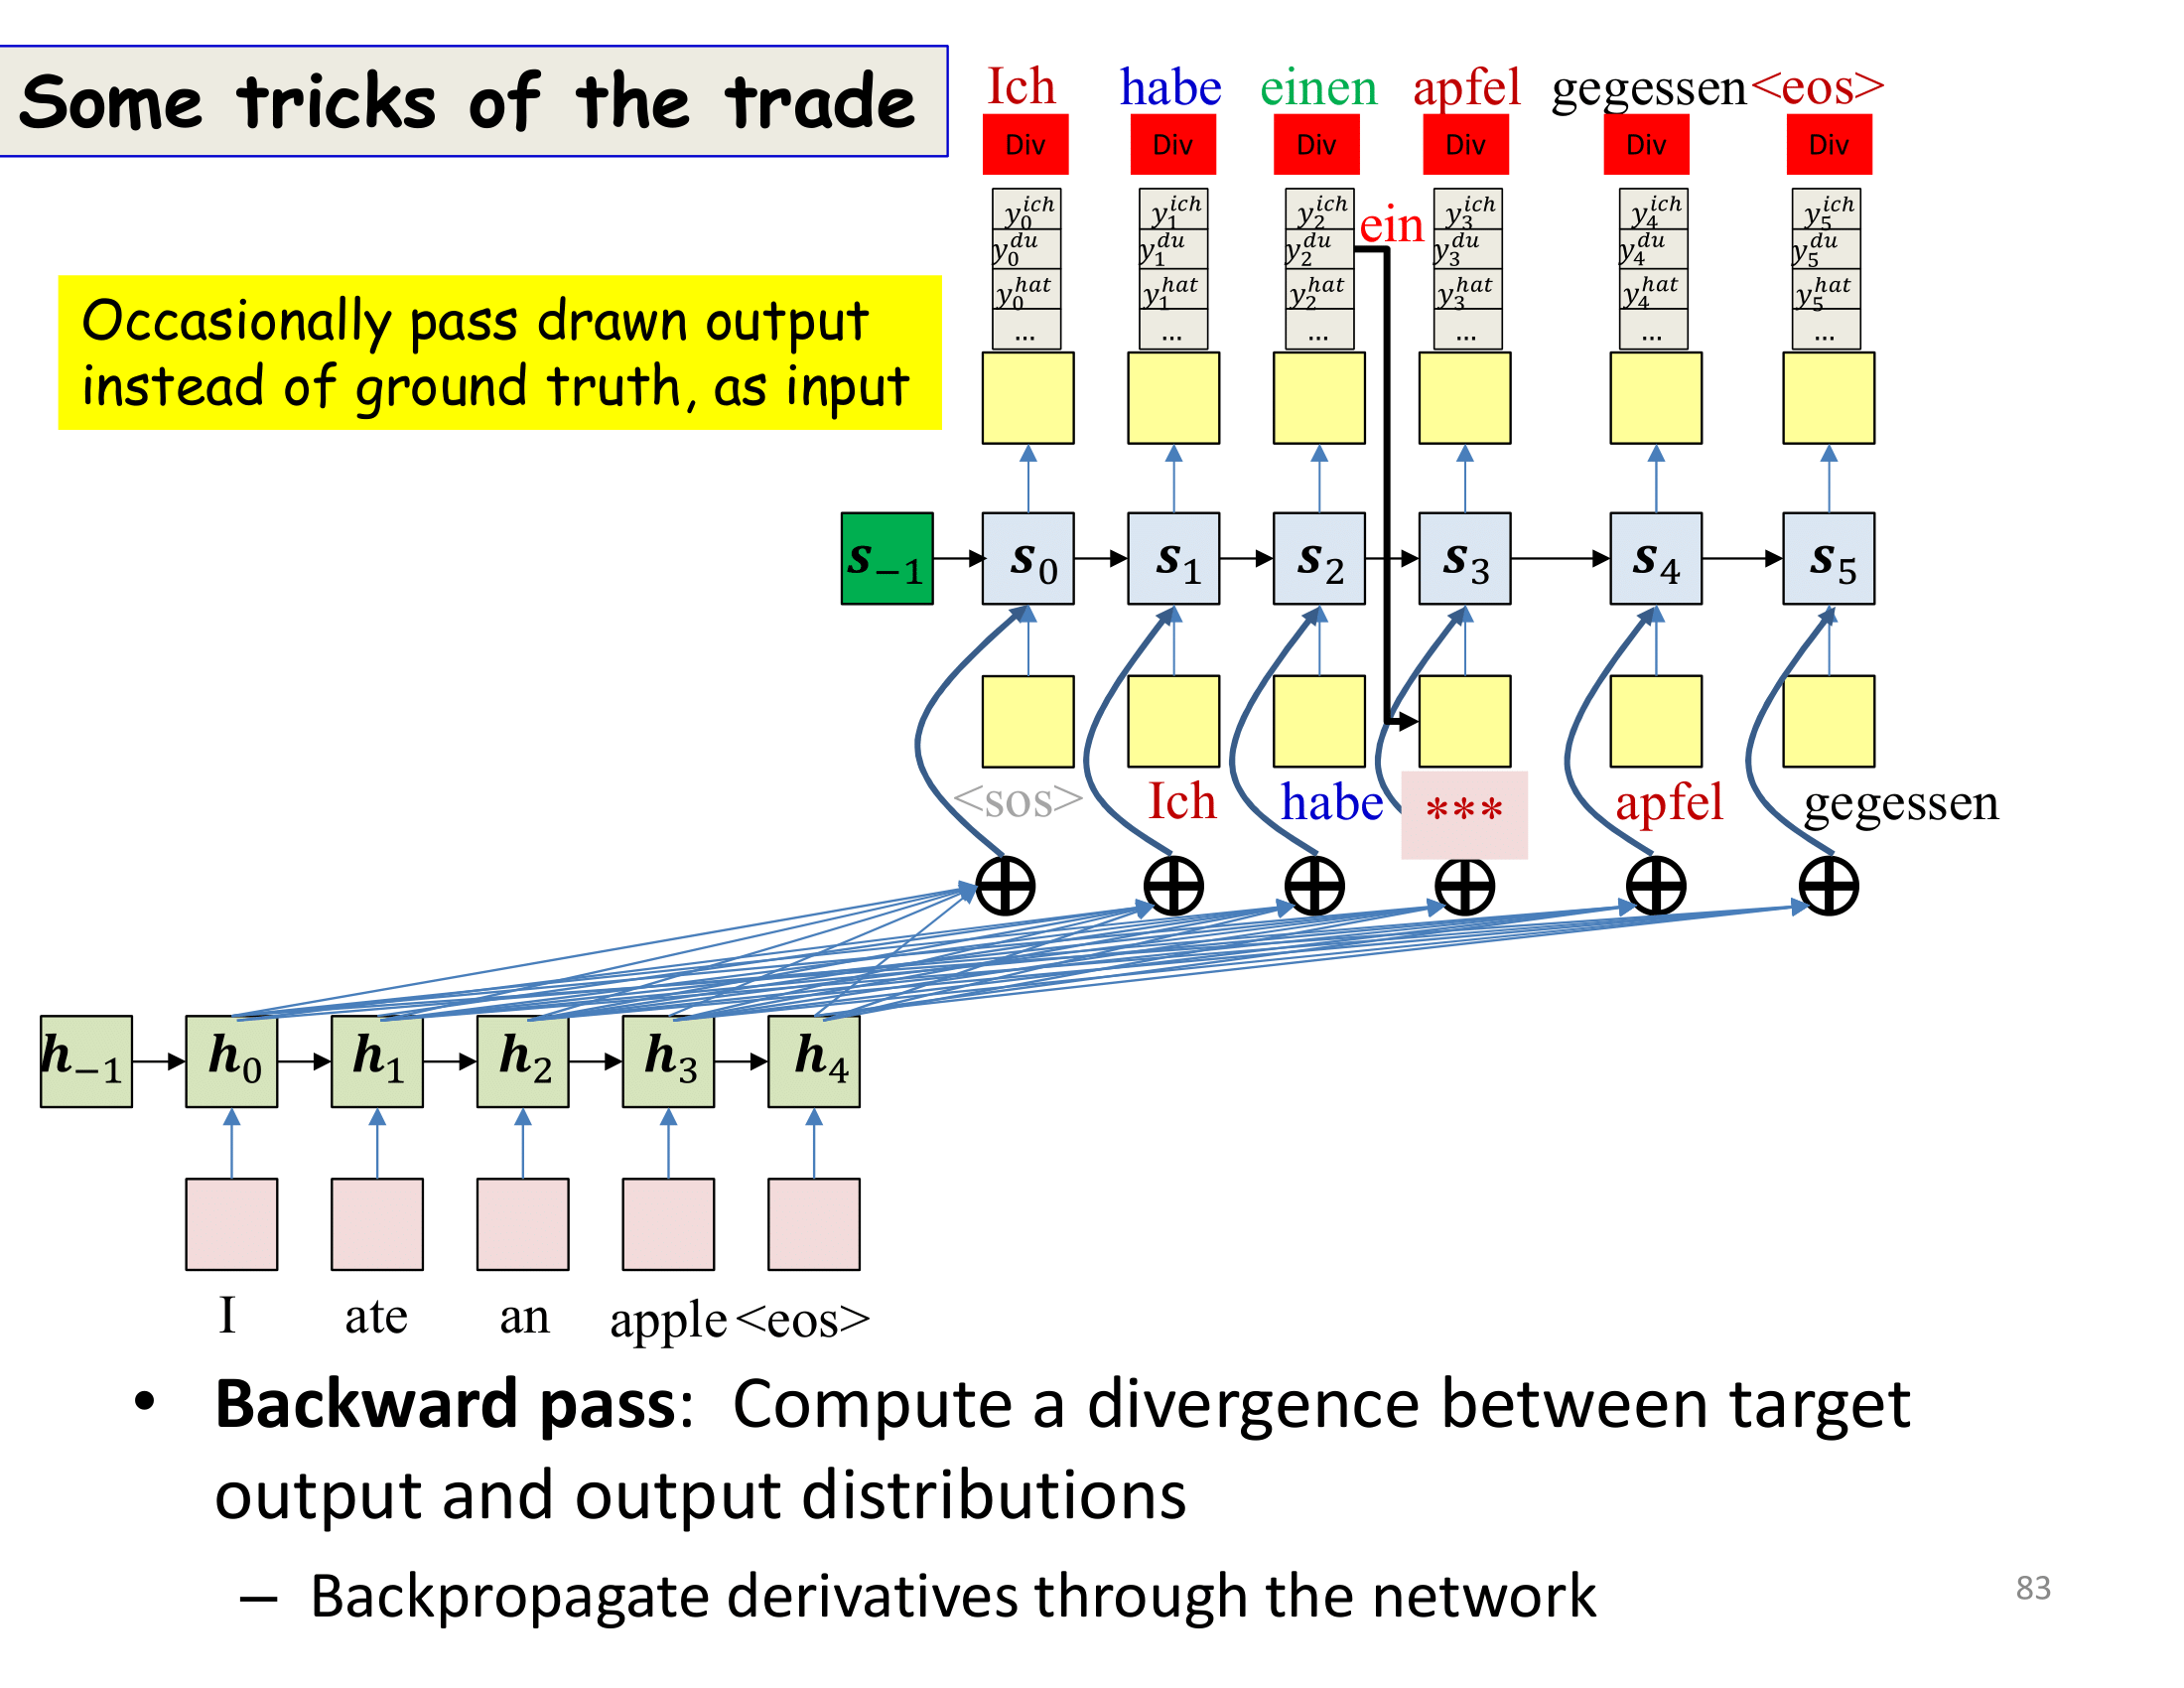 Some tricks of the trade
Ich habe einen apfel gegessen <eos>
Div Div Div Div Div Div
y_0^{ich} y_1^{ich} y_2^{ich} ein y_3^{ich} y_4^{ich} y_5^{ich}
y_0^{du} y_1^{du} y_2^{du} y_3^{du} y_4^{du} y_5^{du}
y_0^{hat} y_1^{hat} y_2^{hat} y_3^{hat} y_4^{hat} y_5^{hat}
... ... ... ... ... ...
Occasionally pass drawn output
instead of ground truth, as input
s_{-1} s_0 s_1 s_2 s_3 s_4 s_5
<sos> Ich habe *** apfel gegessen
h_{-1} h_0 h_1 h_2 h_3 h_4
I ate an apple <eos>
• Backward pass: Compute a divergence between target
output and output distributions
– Backpropagate derivatives through the network
83